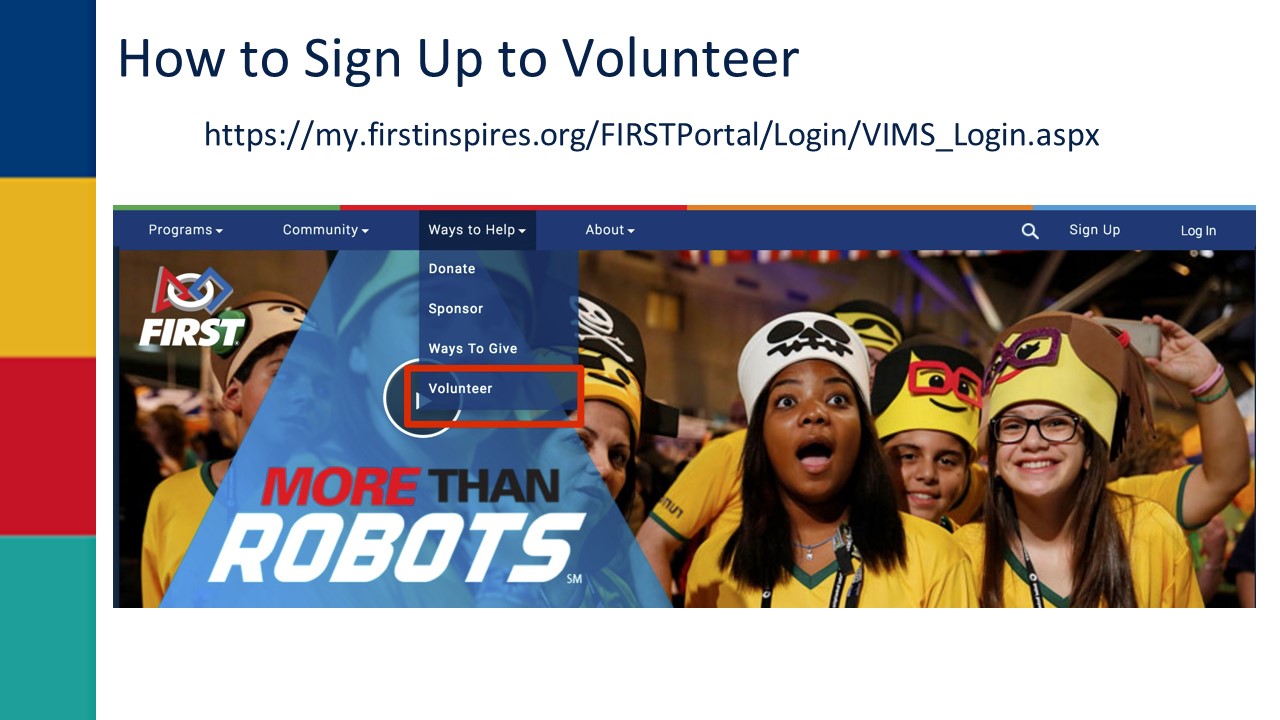 How to Sign Up to Volunteer
https://my.firstinspires.org/FIRSTPortal/Login/VIMS_Login.aspx
Programs Community Ways to Help About Sign Up Log In
Donate
Sponsor
Ways To Give
Volunteer
FIRST
MORE THAN
ROBOTS SM